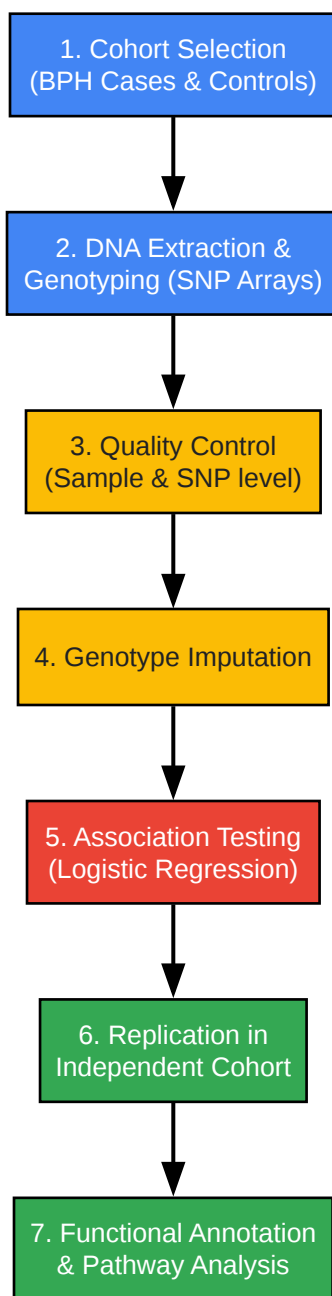 1. Cohort Selection
(BPH Cases & Controls)
2. DNA Extraction &
Genotyping (SNP Arrays)
3. Quality Control
(Sample & SNP level)
4. Genotype Imputation
5. Association Testing
(Logistic Regression)
6. Replication in
Independent Cohort
7. Functional Annotation
& Pathway Analysis